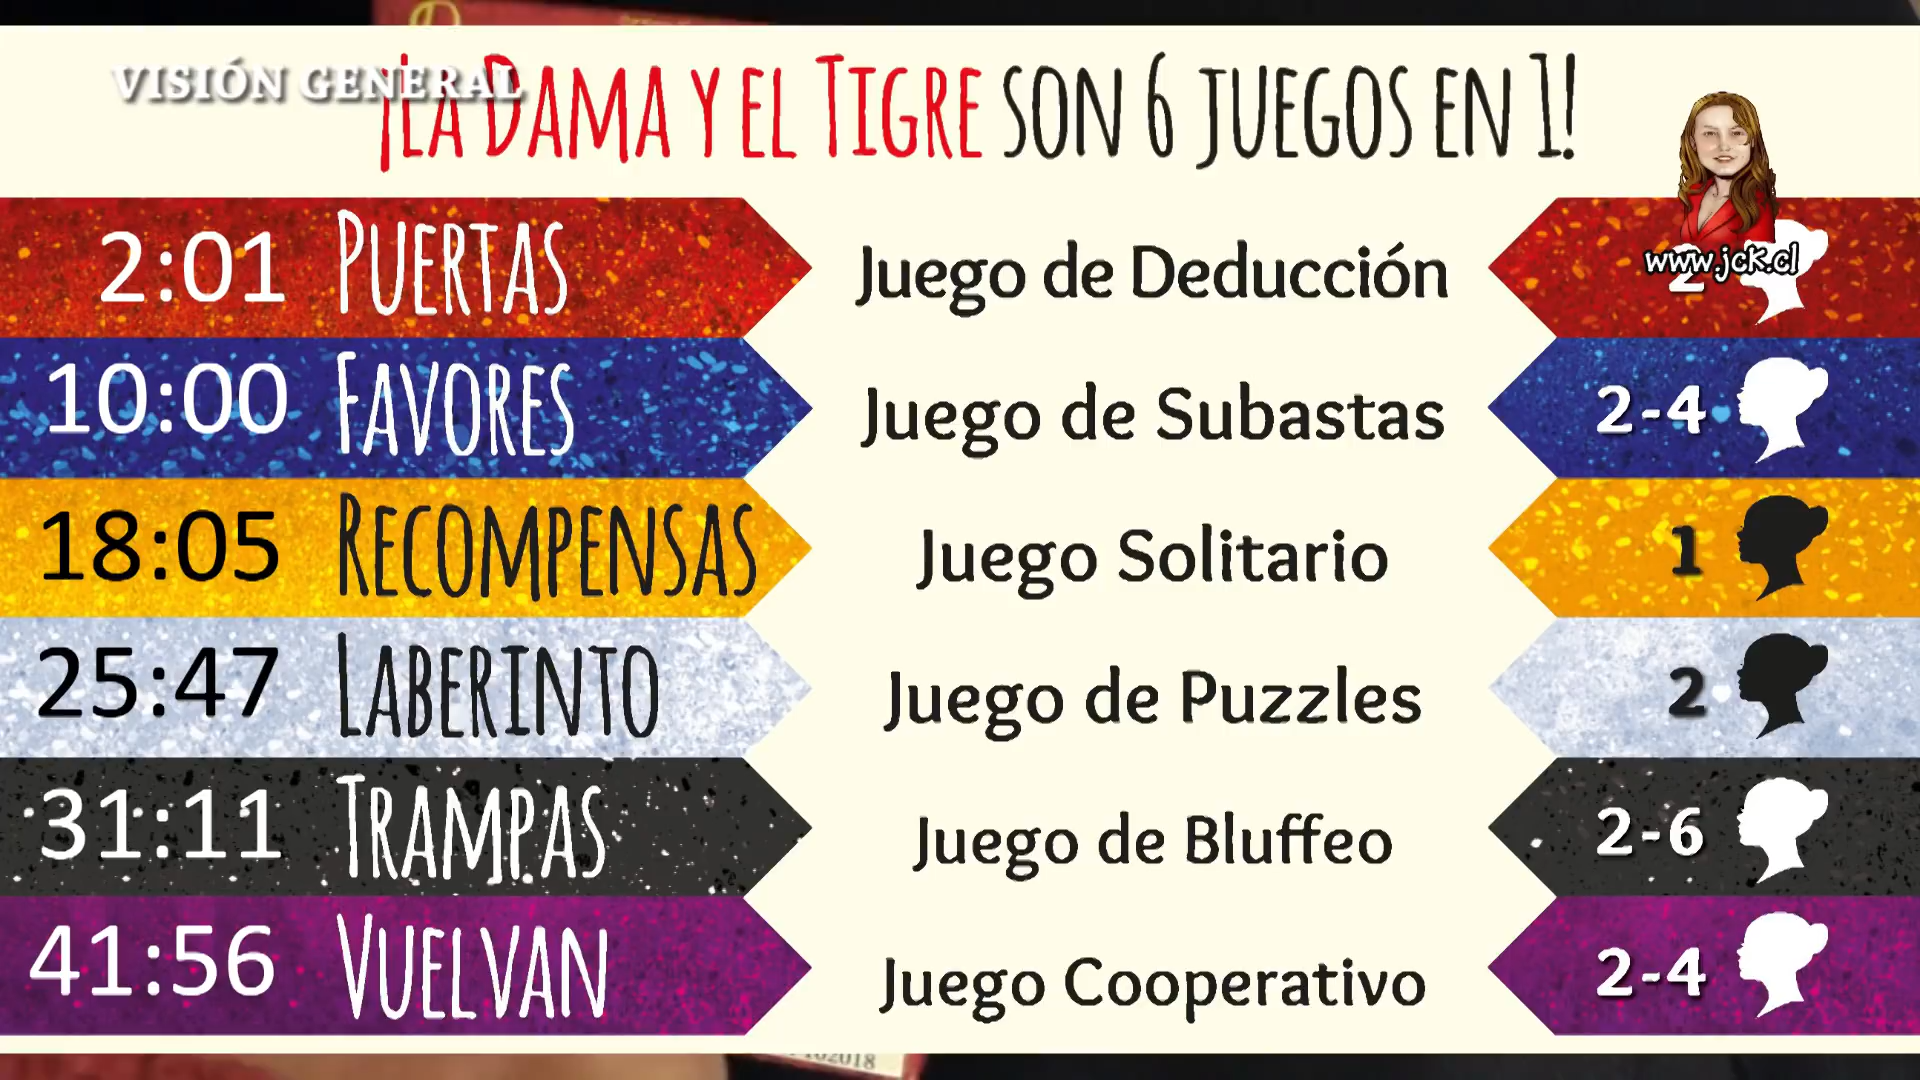 VISIÓN GENERAL
¡La Dama y el Tigre son 6 juegos en 1!
2:01 Puertas Juego de Deducción 2
www.jck.cl
10:00 Favores Juego de Subastas 2-4
18:05 Recompensas Juego Solitario 1
25:47 Laberinto Juego de Puzzles 2
31:11 Trampas Juego de Bluffeo 2-6
41:56 Vuelvan Juego Cooperativo 2-4
102018